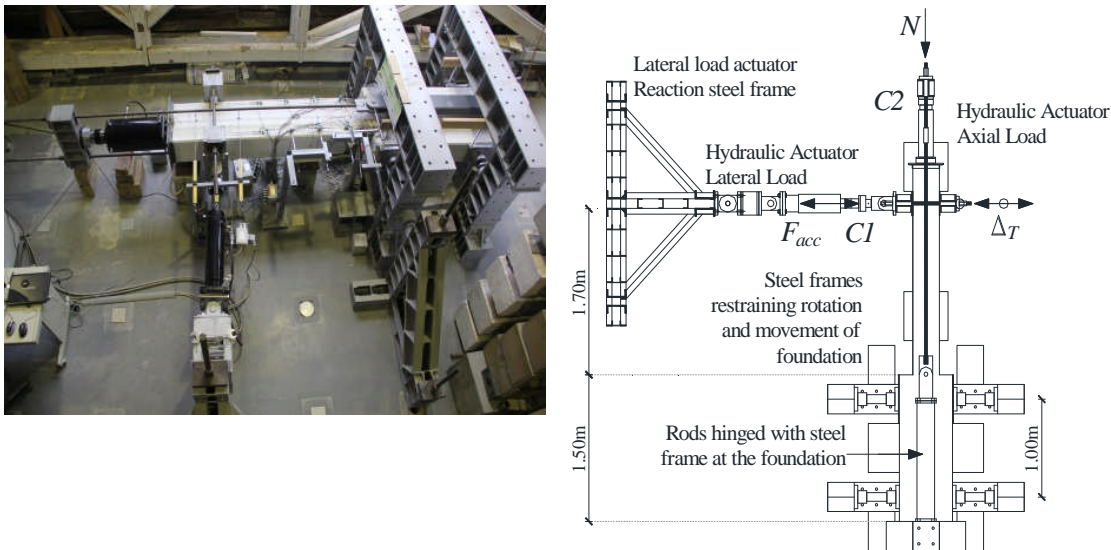 N
Lateral load actuator
Reaction steel frame
C2
Hydraulic Actuator
Axial Load
Hydraulic Actuator
Lateral Load
F_acc
C1
Δ_T
1.70m
Steel frames
restraining rotation
and movement of
foundation
1.50m
Rods hinged with steel
frame at the foundation
1.00m